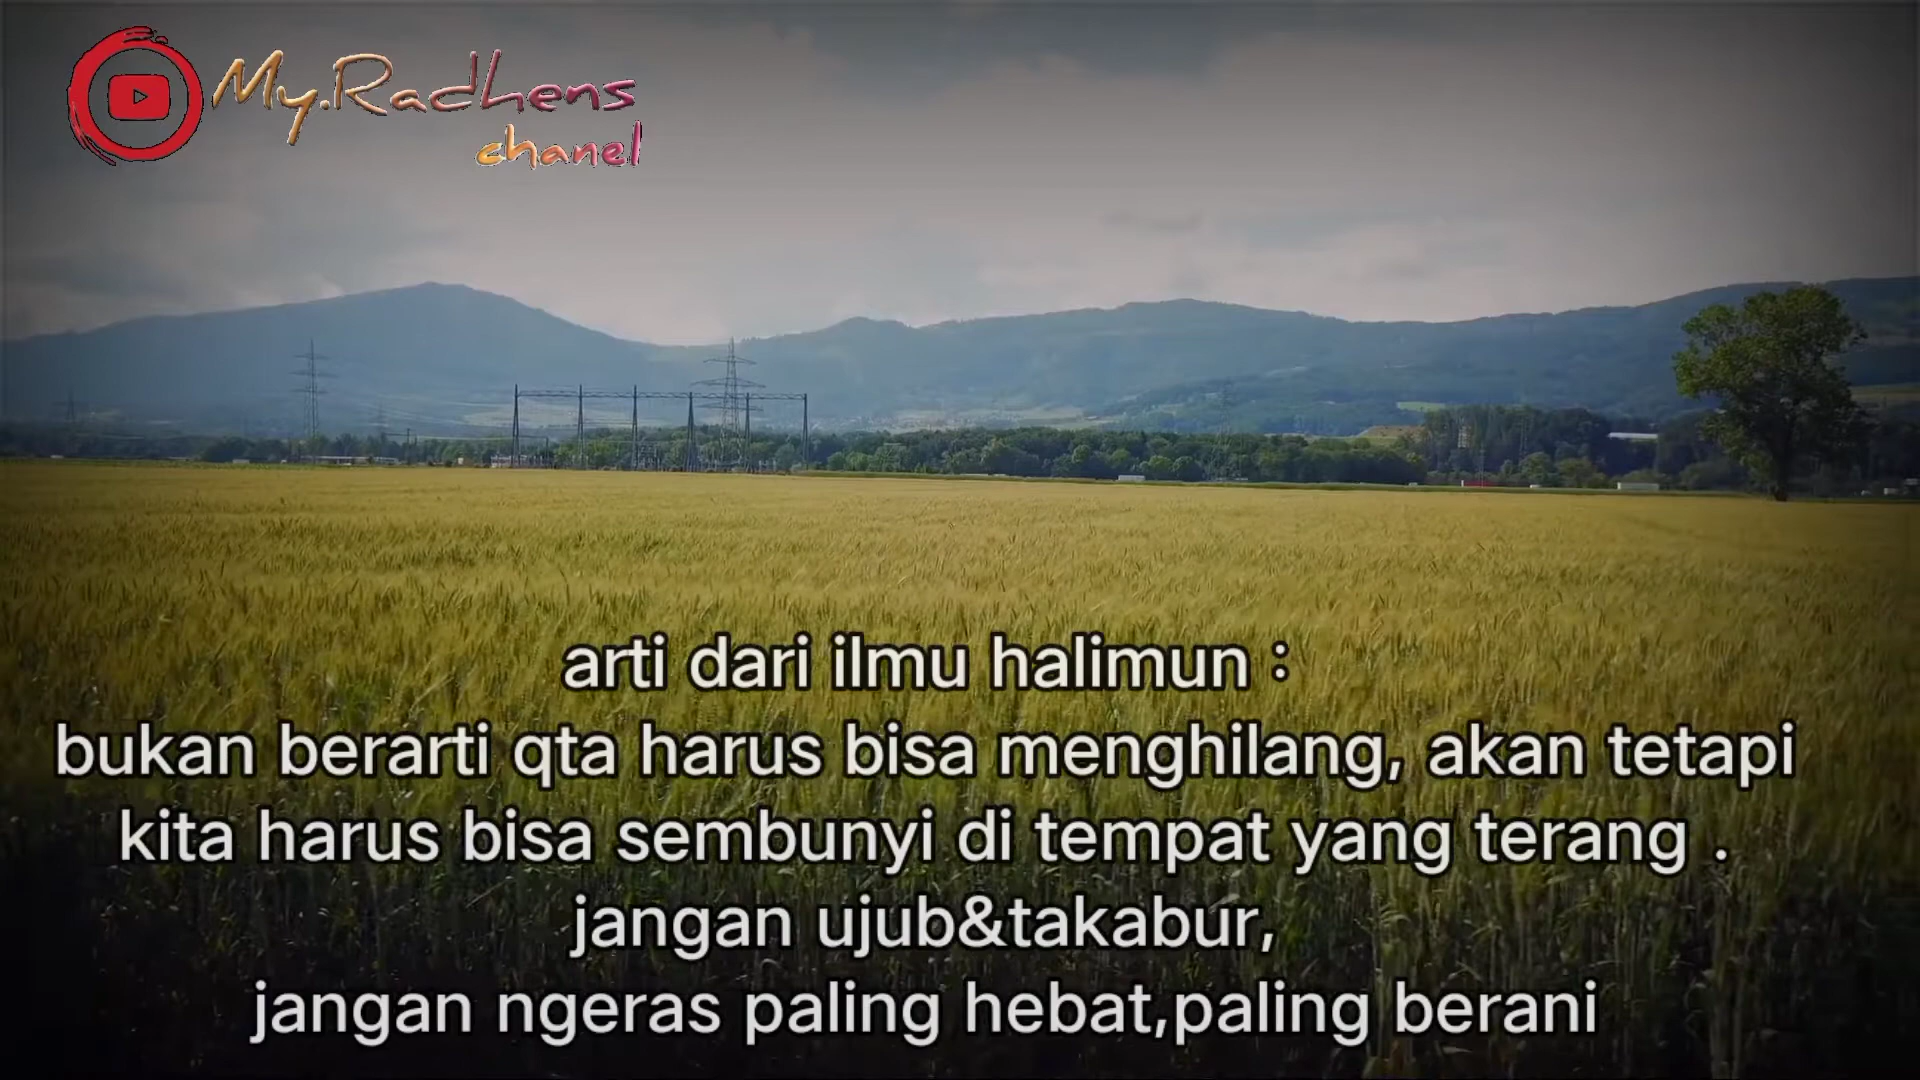 My.Radhens
chanel
arti dari ilmu halimun :
bukan berarti qta harus bisa menghilang, akan tetapi
kita harus bisa sembunyi di tempat yang terang .
jangan ujub&takabur,
jangan ngeras paling hebat,paling berani